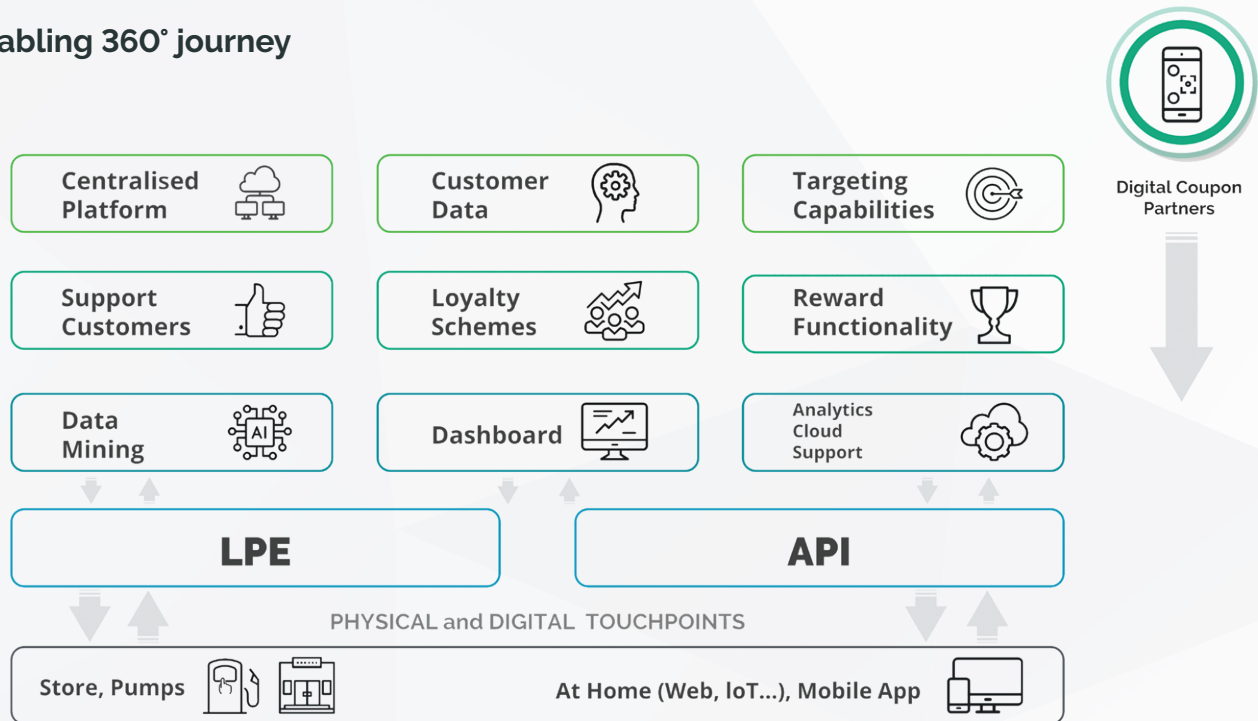 abling 360° journey
Centralised
Platform
Customer
Data
Targeting
Capabilities
Digital Coupon
Partners
Support
Customers
Loyalty
Schemes
Reward
Functionality
Data
Mining
AI
Dashboard
Analytics
Cloud
Support
LPE
API
PHYSICAL and DIGITAL TOUCHPOINTS
Store, Pumps
At Home (Web, loT...), Mobile App